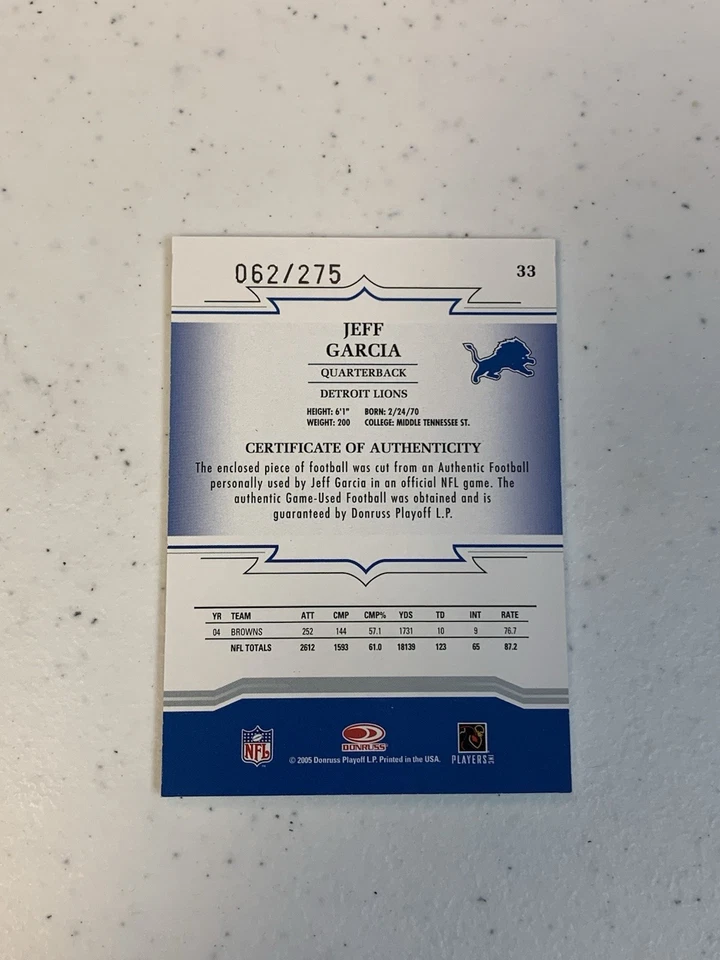 062/275
33
JEFF
GARCIA
QUARTERBACK
DETROIT LIONS
HEIGHT: 6'1" BORN: 2/24/70
WEIGHT: 200 COLLEGE: MIDDLE TENNESSEE ST.
CERTIFICATE OF AUTHENTICITY
The enclosed piece of football was cut from an Authentic Football
personally used by Jeff Garcia in an official NFL game. The
authentic Game-Used Football was obtained and is
guaranteed by Donruss Playoff L.P.
YR TEAM ATT CMP CMP% YDS TD INT RATE
04 BROWNS 252 144 57.1 1731 10 9 76.7
NFL TOTALS 2612 1593 61.0 18139 123 65 87.2
NFL
DONRUSS
PLAYERS INC
© 2005 Donruss Playoff L.P. Printed in the USA.